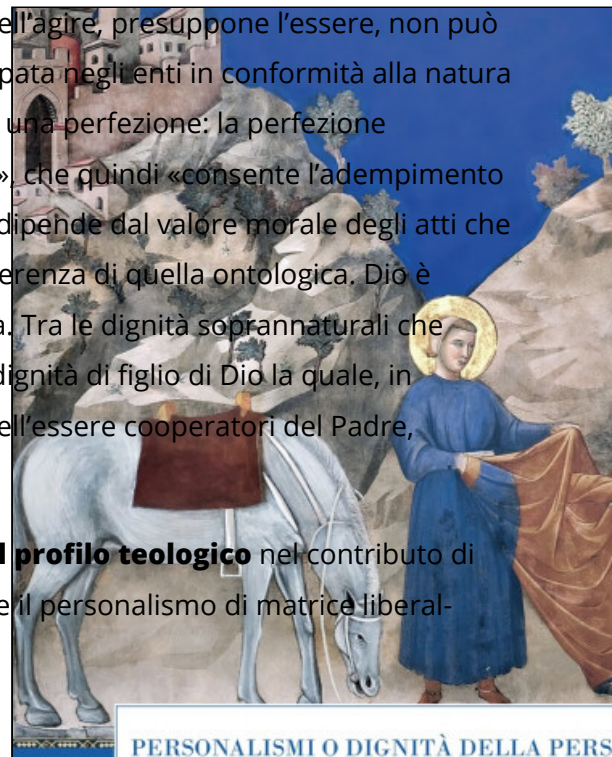 ell'agire, presuppone l'essere, non può
pata negli enti in conformità alla natura
una perfezione: la perfezione
», che quindi «consente l'adempimento
dipende dal valore morale degli atti che
erenza di quella ontologica. Dio è
a. Tra le dignità soprannaturali che
dignità di figlio di Dio la quale, in
ell'essere cooperatori del Padre,
l profilo teologico nel contributo di
e il personalismo di matrice liberal-
PERSONALISMI O DIGNITÀ DELLA PERS